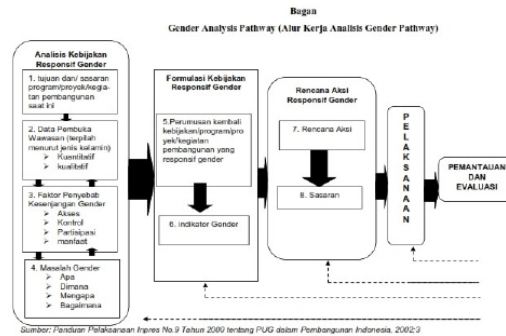 Bagan
Gender Analysis Pathway (Alur Kerja Analisis Gender Pathway)
Analisis Kebijakan
Responsif Gender
1. tujuan dan/ sasaran
program/proyek/kegia-
tan pembangunan
saat ini
2. Data Pembuka
Wawasan (terpilah
menurut jenis kelamin)
➢ Kuantitatif
➢ kualitatif
3. Faktor Penyebab
Kesenjangan Gender
➢ Akses
➢ Kontrol
➢ Partisipasi
➢ manfaat
4. Masalah Gender
➢ Apa
➢ Dimana
➢ Mengapa
➢ Bagaimana
Formulasi Kebijakan
Responsif Gender
5.Perumusan kembali
kebijakan/program/pro
yek/kegiatan
pembangunan yang
responsif gender
6. Indikator Gender
Rencana Aksi
Responsif Gender
7. Rencana Aksi
8. Sasaran
P
E
L
A
K
S
A
N
A
A
N
PEMANTAUAN
DAN
EVALUASI
Sumber: Panduan Pelaksanaan Inpres No.9 Tahun 2000 tentang PUG dalam Pembangunan Indonesia, 2002:3